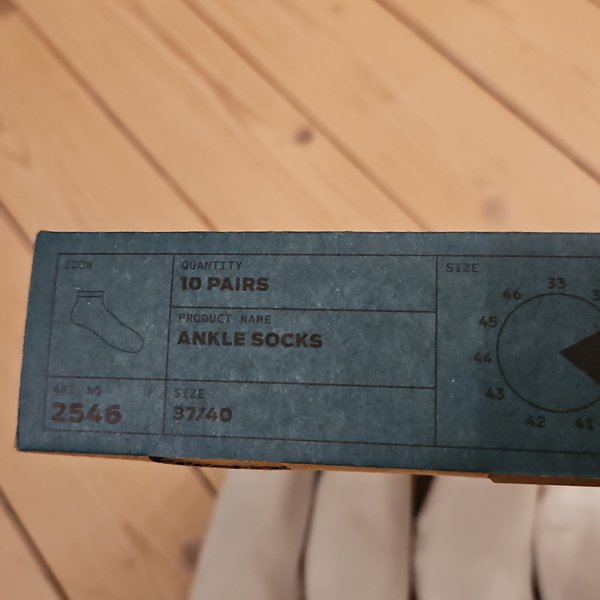 ICON
QUANTITY
10 PAIRS
PRODUCT NAME
ANKLE SOCKS
ART. NO
2546
SIZE
37/40
SIZE
33
46
45
44
43
42
41